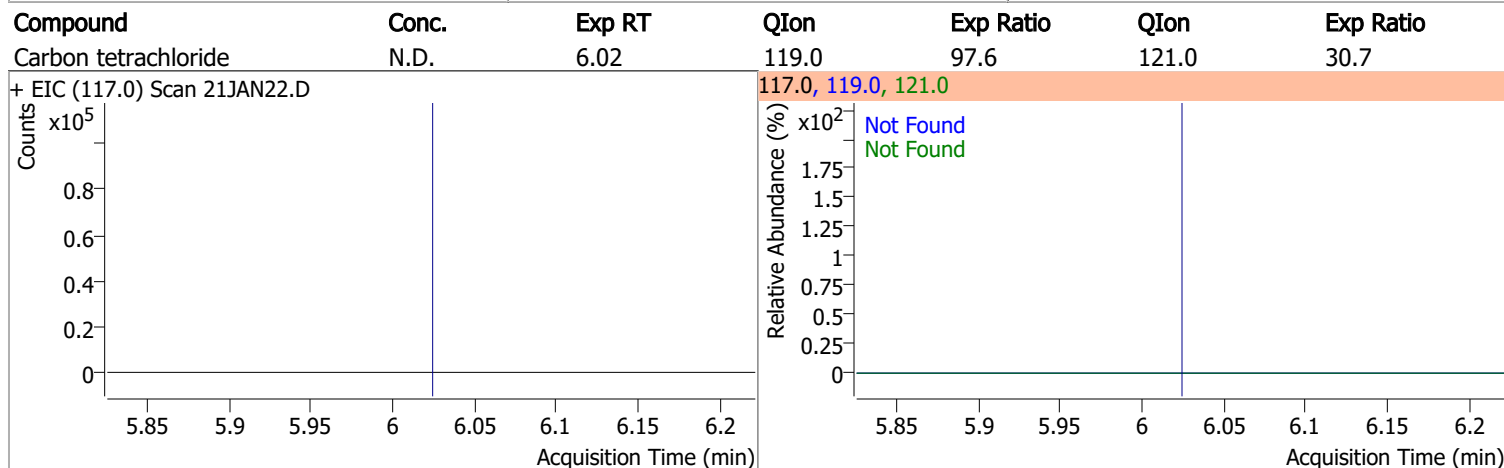 Compound Conc. Exp RT QIon Exp Ratio QIon Exp Ratio
Carbon tetrachloride N.D. 6.02 119.0 97.6 121.0 30.7
+ EIC (117.0) Scan 21JAN22.D
Counts
x10⁵
0.8
0.6
0.4
0.2
0
5.85 5.9 5.95 6 6.05 6.1 6.15 6.2
Acquisition Time (min)
117.0, 119.0, 121.0
Relative Abundance (%)
x10²
Not Found
Not Found
1.75
1.5
1.25
1
0.75
0.5
0.25
0
5.85 5.9 5.95 6 6.05 6.1 6.15 6.2
Acquisition Time (min)